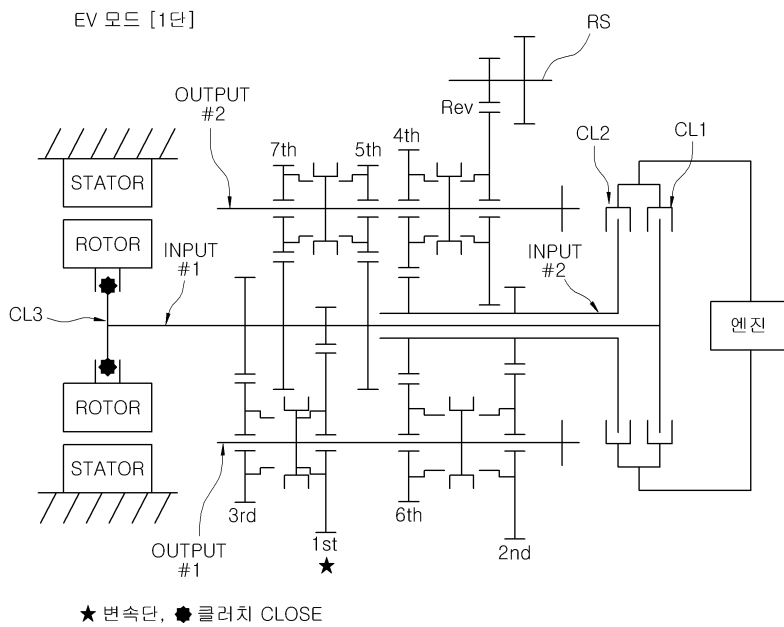 EV 모드 [1단]
RS
OUTPUT
#2
Rev
CL2
CL1
7th
5th
4th
STATOR
ROTOR
INPUT
#1
INPUT
#2
CL3
엔진
ROTOR
STATOR
3rd
1st
★
6th
2nd
OUTPUT
#1
★ 변속단, 클러치 CLOSE